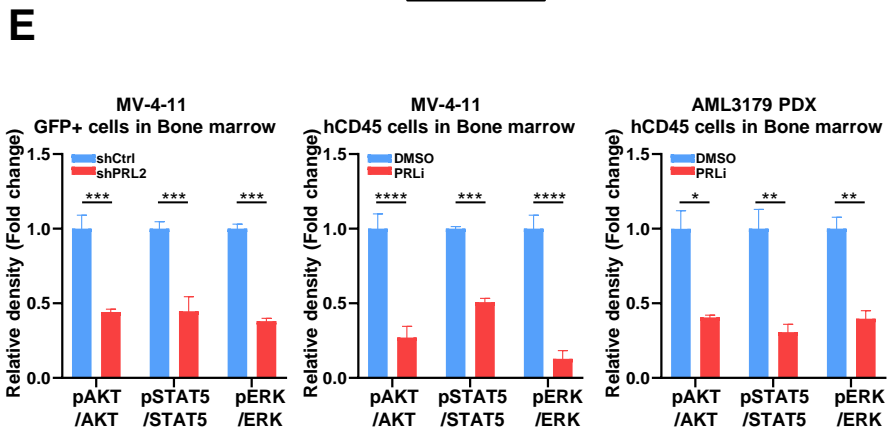 E
MV-4-11
GFP+ cells in Bone marrow
Relative density (Fold change)
1.5
1.0
0.5
0.0
shCtrl
shPRL2
***
***
***
pAKT
/AKT
pSTAT5
/STAT5
pERK
/ERK
MV-4-11
hCD45 cells in Bone marrow
Relative density (Fold change)
1.5
1.0
0.5
0.0
DMSO
PRLi
****
***
****
pAKT
/AKT
pSTAT5
/STAT5
pERK
/ERK
AML3179 PDX
hCD45 cells in Bone marrow
Relative density (Fold change)
1.5
1.0
0.5
0.0
DMSO
PRLi
*
**
**
pAKT
/AKT
pSTAT5
/STAT5
pERK
/ERK